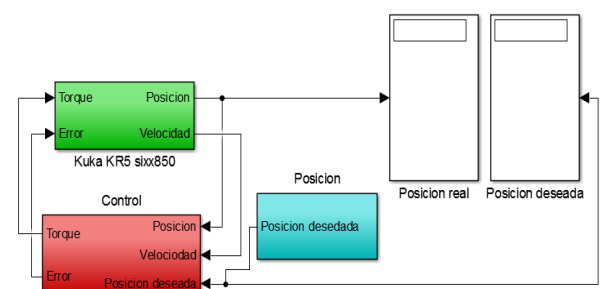 Torque
Posicion
Error
Velocidad
Kuka KR5 sixx850
Posicion real
Posicion deseada
Posicion
Posicion desedada
Control
Posicion
Torque
Velociodad
Error
Posicion deseada